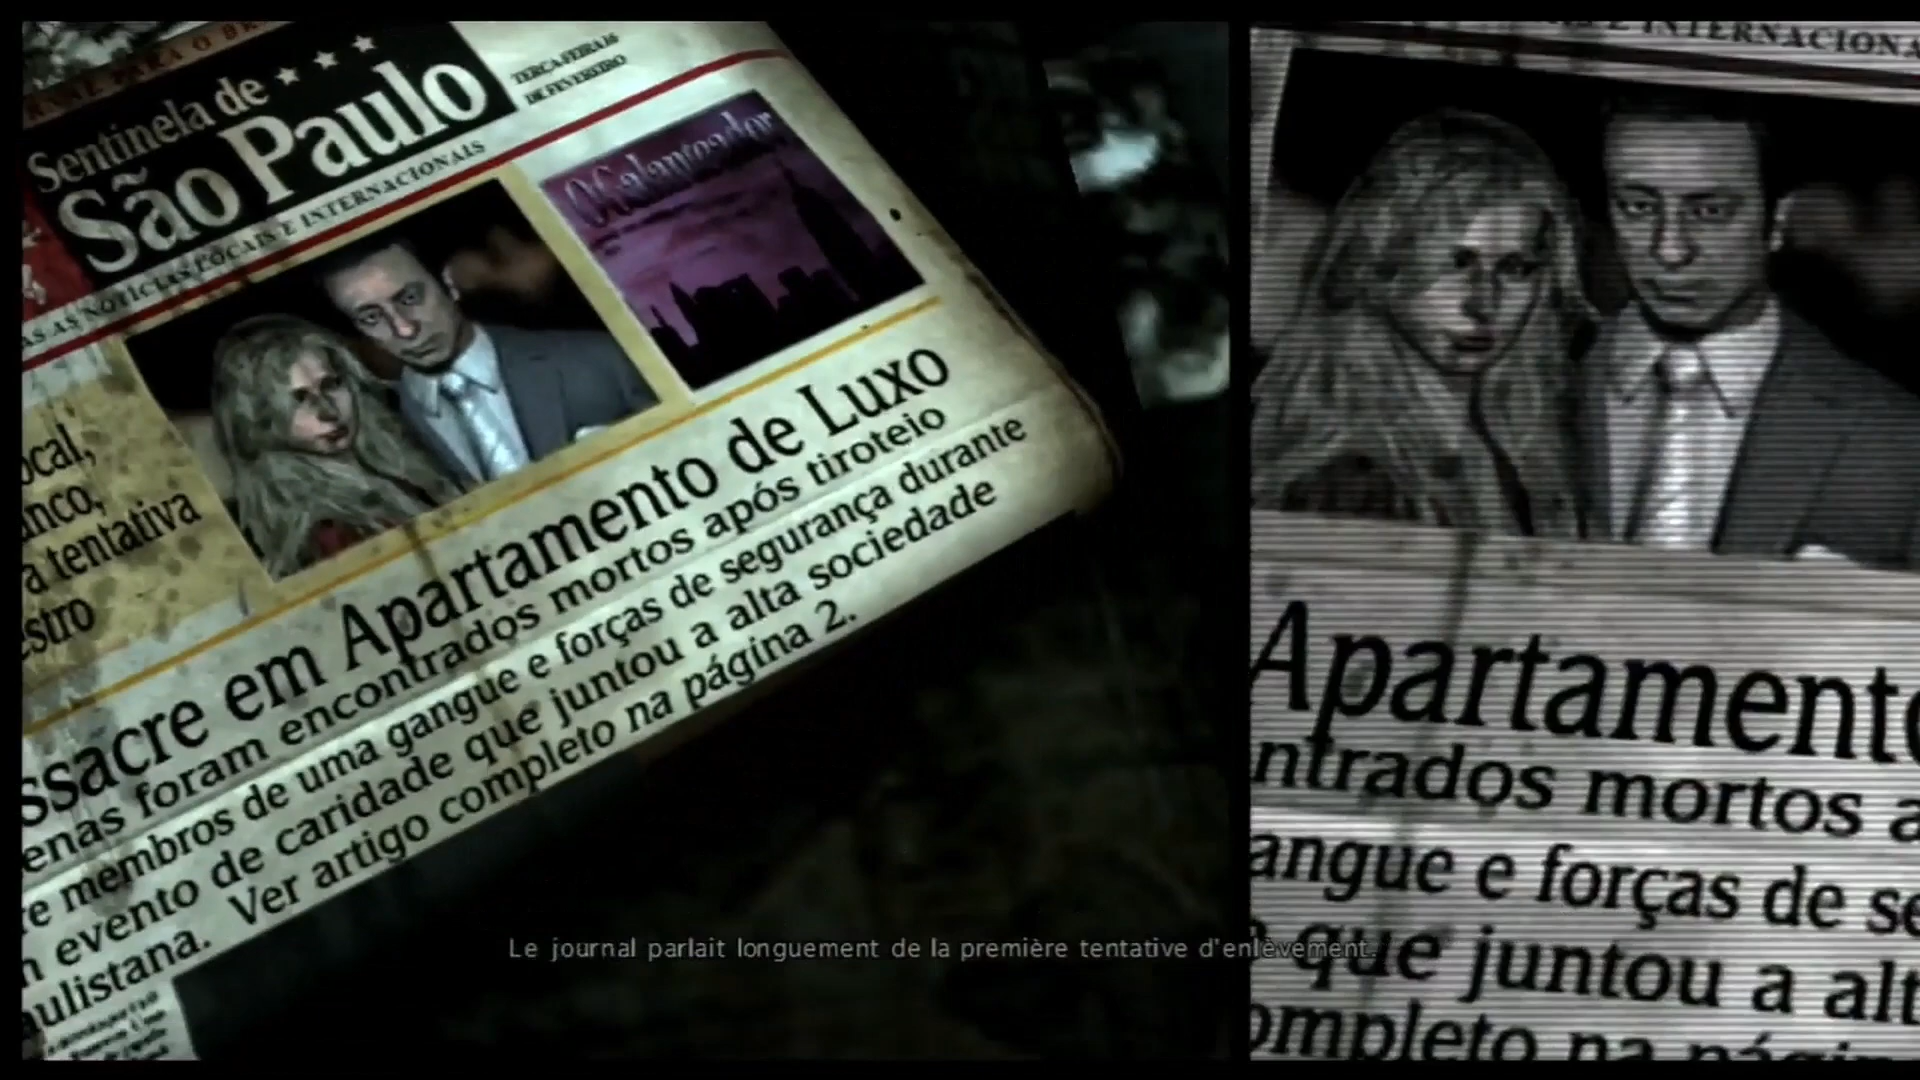 Sentinela de
São Paulo
TERÇA-FEIRA 16
DE FEVEREIRO
AS AS NOTÍCIAS LOCAIS E INTERNACIONAIS
O Galanteador
ocal,
anco,
a tentativa
estro
ssacre em Apartamento de Luxo
enas foram encontrados mortos após tiroteio
re membros de uma gangue e forças de segurança durante
m evento de caridade que juntou a alta sociedade
aulistana. Ver artigo completo na página 2.
E INTERNACIONA
Apartamento
ntrados mortos a
angue e forças de se
e que juntou a alt
ompleto na págin
Le journal parlait longuement de la première tentative d'enlèvement.